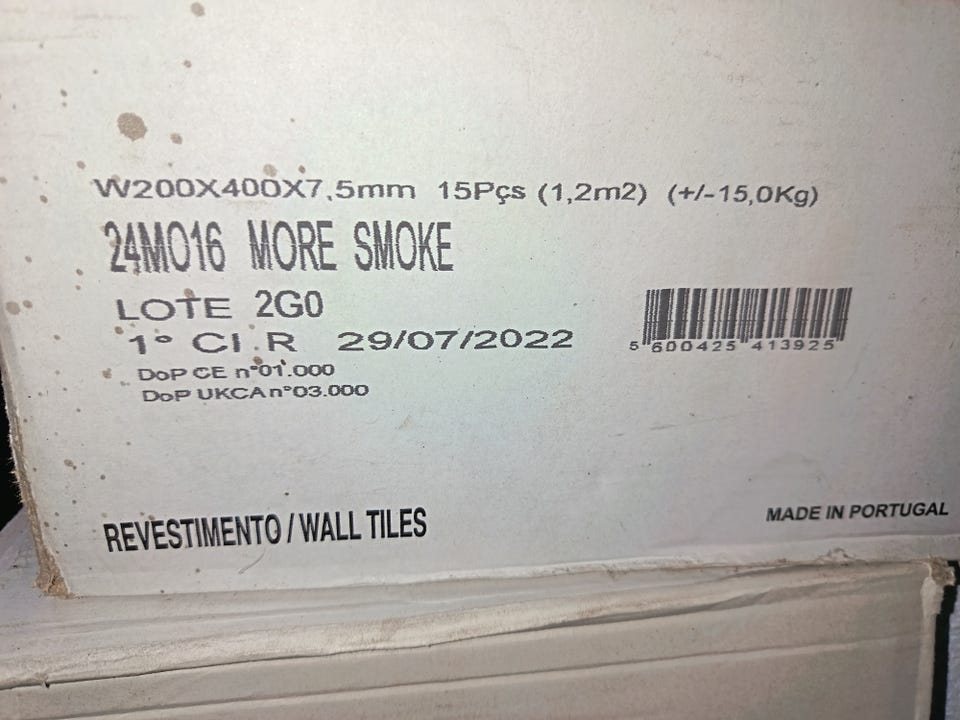 W200X400X7,5mm 15Pçs (1,2m2) (+/-15,0Kg)
24MO16 MORE SMOKE
LOTE 2G0
1° Cl.R 29/07/2022
5 600425 413925
DoP CE n°01.000
DoP UKCA n°03.000
REVESTIMENTO / WALL TILES
MADE IN PORTUGAL